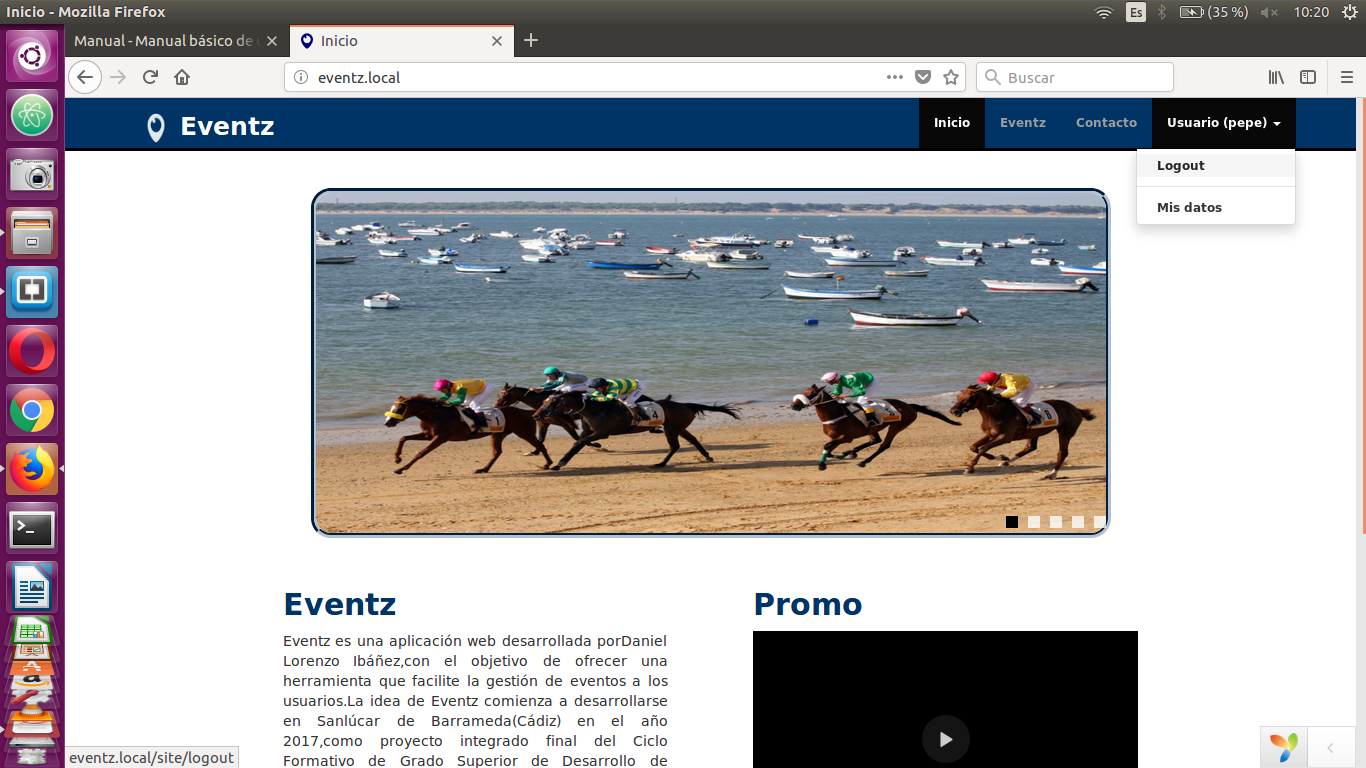 Inicio - Mozilla Firefox
Es
(35 %)
10:20
Manual - Manual básico de
Inicio
eventz.local
Buscar
Eventz
Inicio
Eventz
Contacto
Usuario (pepe)
Logout
Mis datos
1
4
8
Eventz
Eventz es una aplicación web desarrollada porDaniel
Lorenzo Ibáñez,con el objetivo de ofrecer una
herramienta que facilite la gestión de eventos a los
usuarios.La idea de Eventz comienza a desarrollarse
en Sanlúcar de Barrameda(Cádiz) en el año
2017,como proyecto integrado final del Ciclo
Formativo de Grado Superior de Desarrollo de
Promo
eventz.local/site/logout